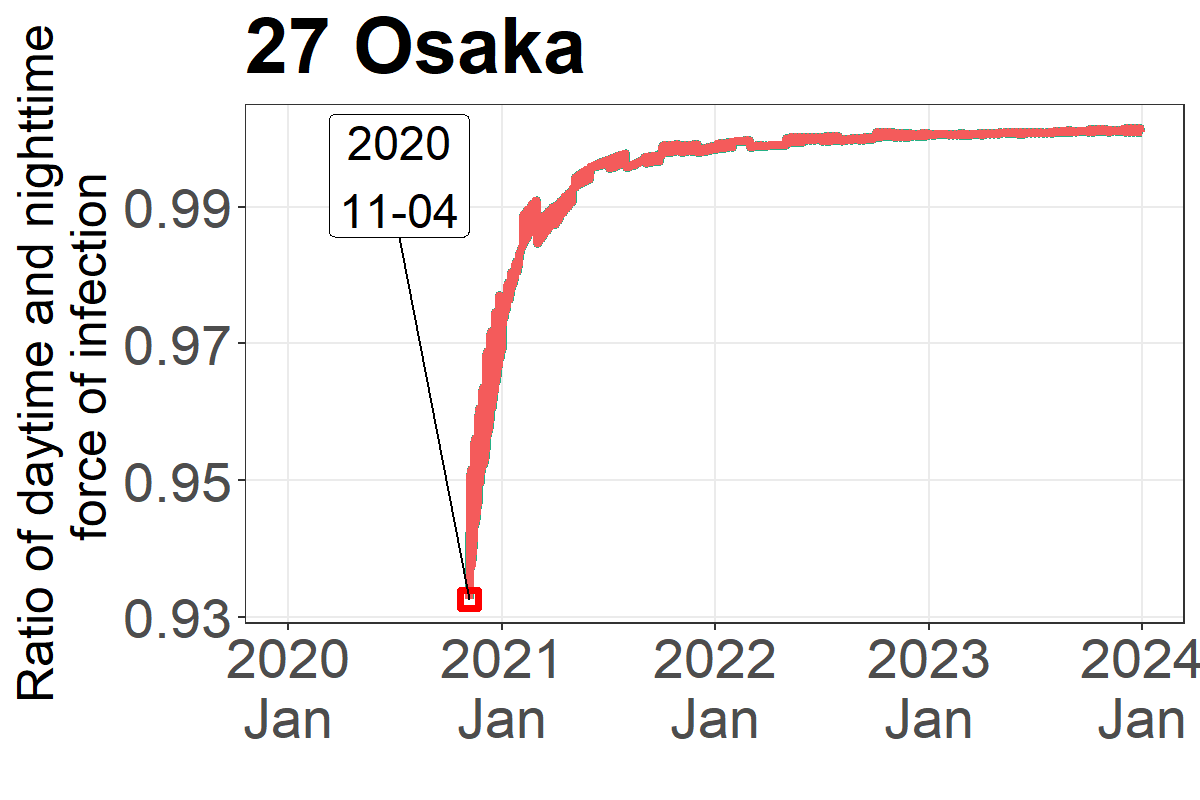 27 Osaka
Ratio of daytime and nighttime
force of infection
2020
11-04
0.99
0.97
0.95
0.93
2020
Jan
2021
Jan
2022
Jan
2023
Jan
2024
Jan